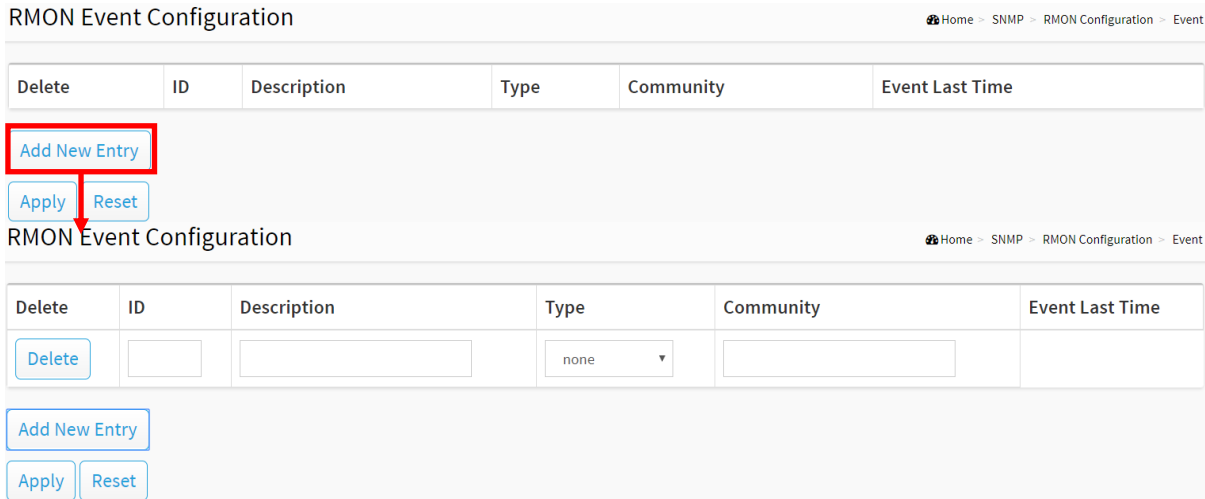 RMON Event Configuration
Home > SNMP > RMON Configuration > Event
Delete ID Description Type Community Event Last Time
Add New Entry
Apply Reset
RMON Event Configuration
Home > SNMP > RMON Configuration > Event
Delete ID Description Type Community Event Last Time
Delete none
Add New Entry
Apply Reset